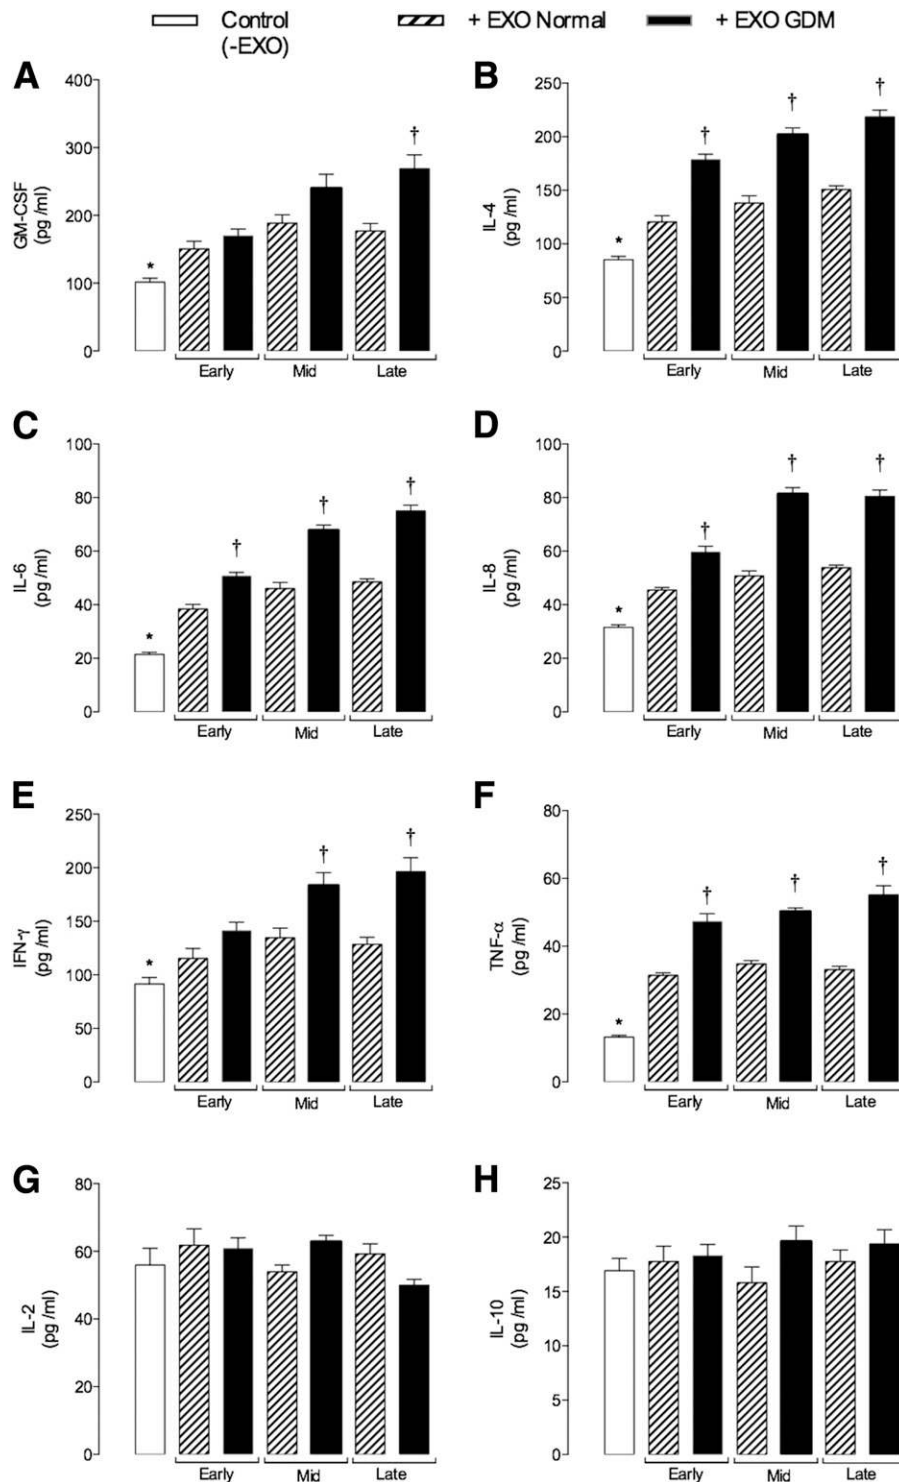 Control
(-EXO)
+ EXO Normal
+ EXO GDM
A
400
300
200
100
0
GM-CSF
(pg /ml)
*
†
Early
Mid
Late
B
250
200
150
100
50
0
IL-4
(pg /ml)
*
†
†
†
Early
Mid
Late
C
100
80
60
40
20
0
IL-6
(pg /ml)
*
†
†
†
Early
Mid
Late
D
100
80
60
40
20
0
IL-8
(pg /ml)
*
†
†
†
Early
Mid
Late
E
250
200
150
100
50
0
IFN-γ
(pg /ml)
*
†
†
Early
Mid
Late
F
80
60
40
20
0
TNF-α
(pg /ml)
*
†
†
†
Early
Mid
Late
G
80
60
40
20
0
IL-2
(pg /ml)
Early
Mid
Late
H
25
20
15
10
5
0
IL-10
(pg /ml)
Early
Mid
Late